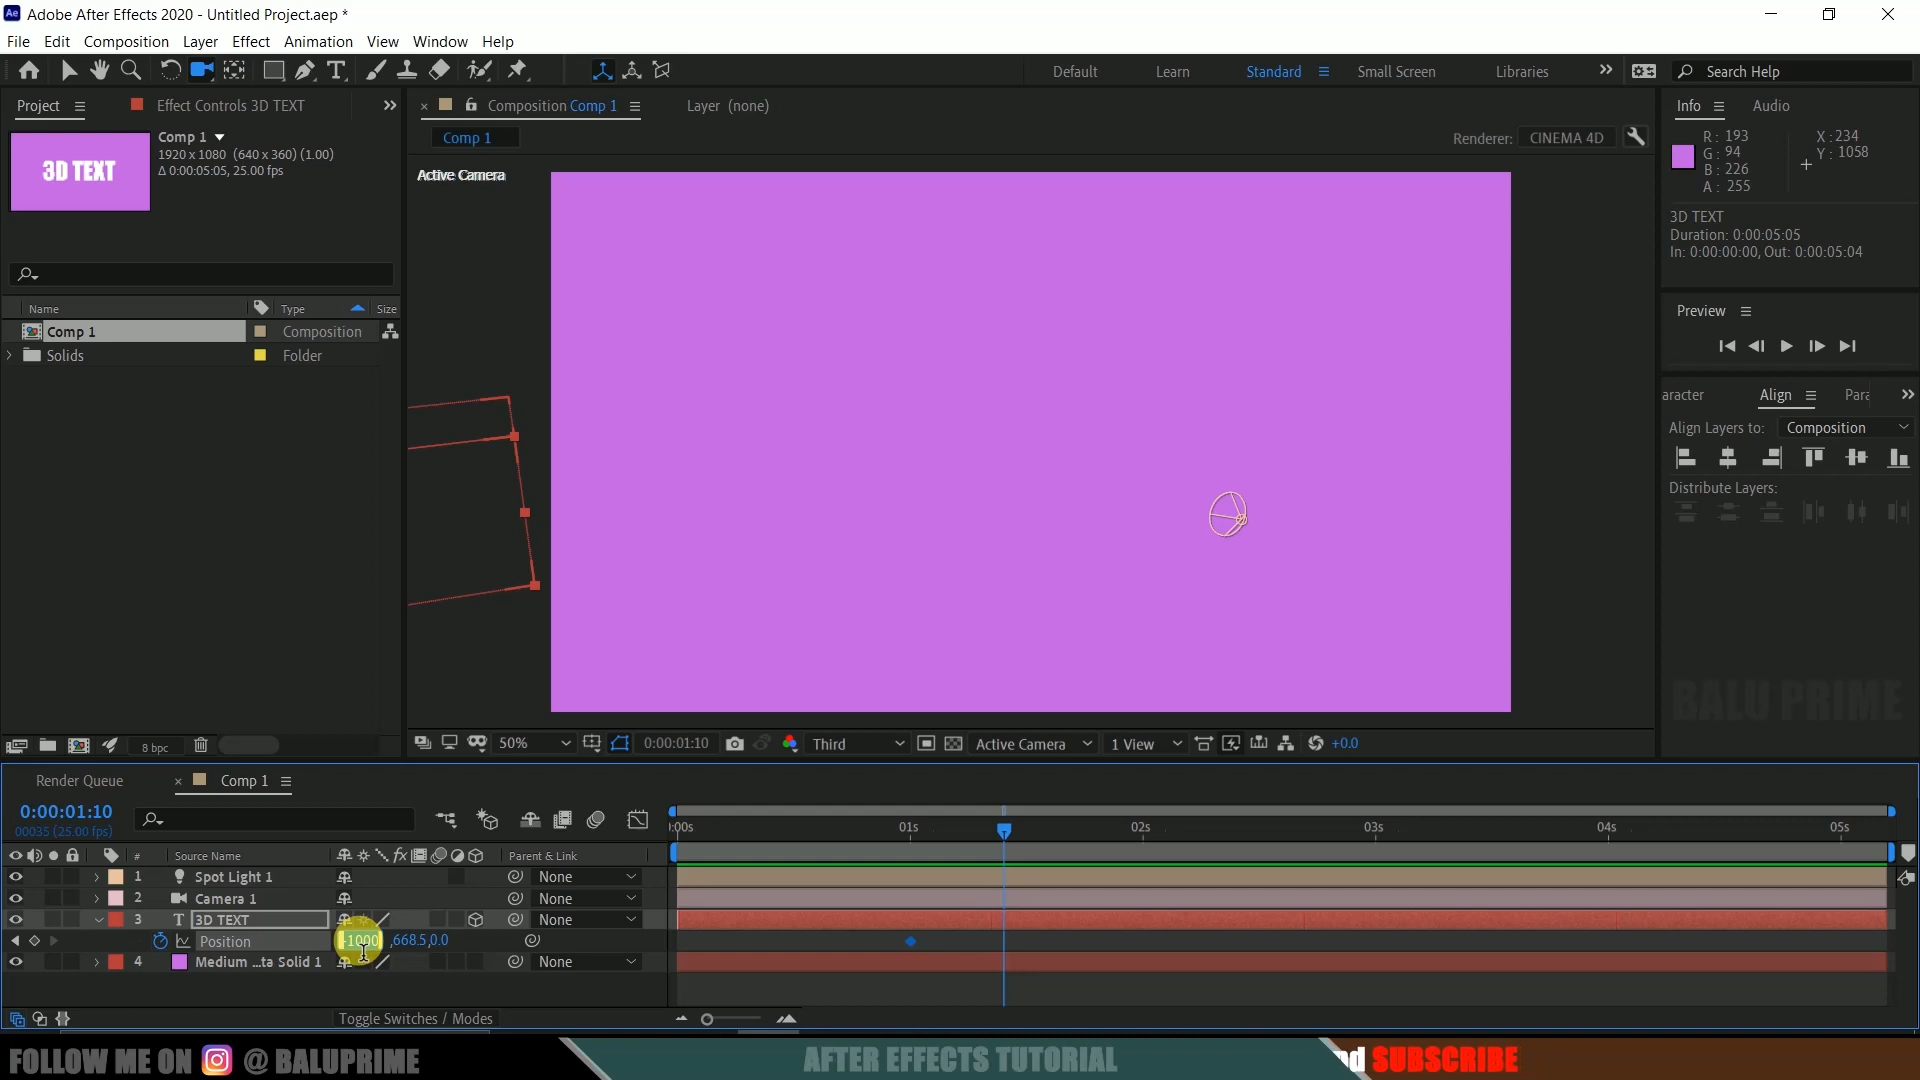 Ae Adobe After Effects 2020 - Untitled Project.aep *
File Edit Composition Layer Effect Animation View Window Help
Default Learn Standard Small Screen Libraries Search Help
Project Effect Controls 3D TEXT
Composition Comp 1 Layer (none)
Info Audio
Comp 1
1920 x 1080 (640 x 360) (1.00)
Δ 0:00:05:05, 25.00 fps
3D TEXT
Comp 1
Renderer: CINEMA 4D
Active Camera
R: 193
G: 94
B: 226
A: 255
X: 234
Y: 1058
3D TEXT
Duration: 0:00:05:05
In: 0:00:00:00, Out: 0:00:05:04
Preview
Name Type Size
Comp 1 Composition
Solids Folder
aracter Align Para
Align Layers to: Composition
Distribute Layers:
BALU PRIME
8 bpc
50% 0:00:01:10 Third Active Camera 1 View +0.0
Render Queue Comp 1
0:00:01:10
00035 (25.00 fps)
:00s 01s 02s 03s 04s 05s
# Source Name fx Parent & Link
1 Spot Light 1 None
2 Camera 1 None
3 T 3D TEXT None
Position -1000 ,668.5,0.0
4 Medium ...ta Solid 1 None
Toggle Switches / Modes
FOLLOW ME ON @ BALUPRIME AFTER EFFECTS TUTORIAL nd SUBSCRIBE